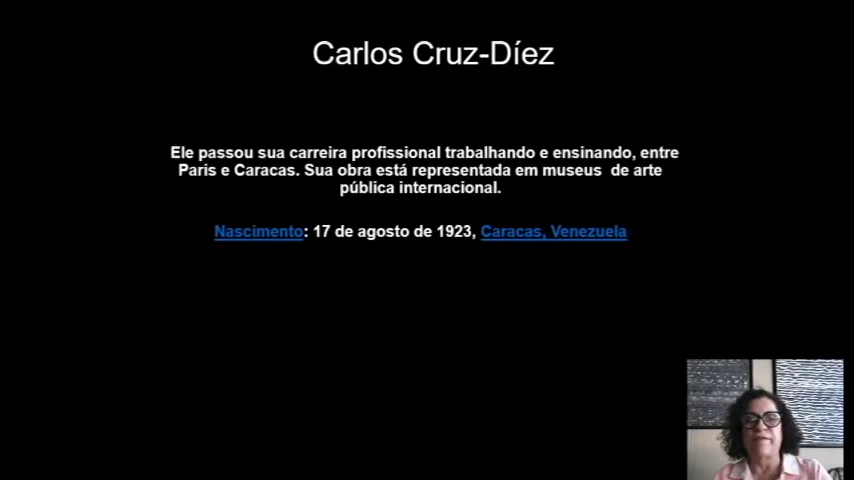 Carlos Cruz-Díez
Ele passou sua carreira profissional trabalhando e ensinando, entre
Paris e Caracas. Sua obra está representada em museus  de arte
pública internacional.
Nascimento: 17 de agosto de 1923, Caracas, Venezuela